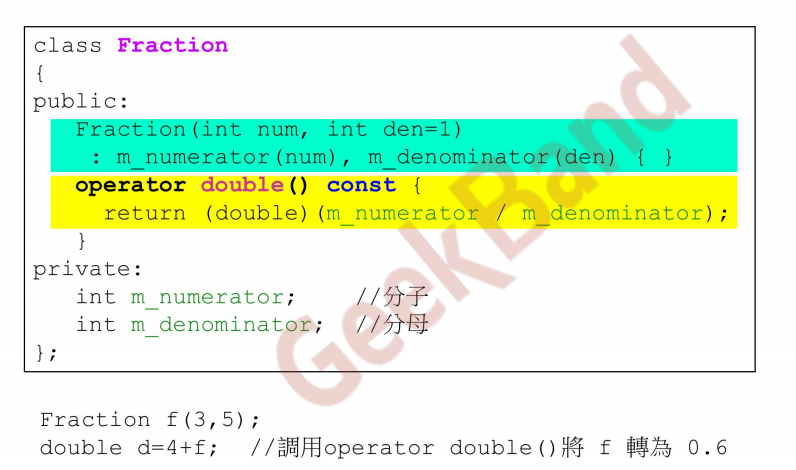 class Fraction
{
public:
   Fraction(int num, int den=1)
    : m_numerator(num), m_denominator(den) { }
   operator double() const {
     return (double)(m_numerator / m_denominator);
   }
private:
   int m_numerator;    //分子
   int m_denominator;  //分母
};
Fraction f(3,5);
double d=4+f;  //調用operator double()將 f 轉為 0.6
GeekBand